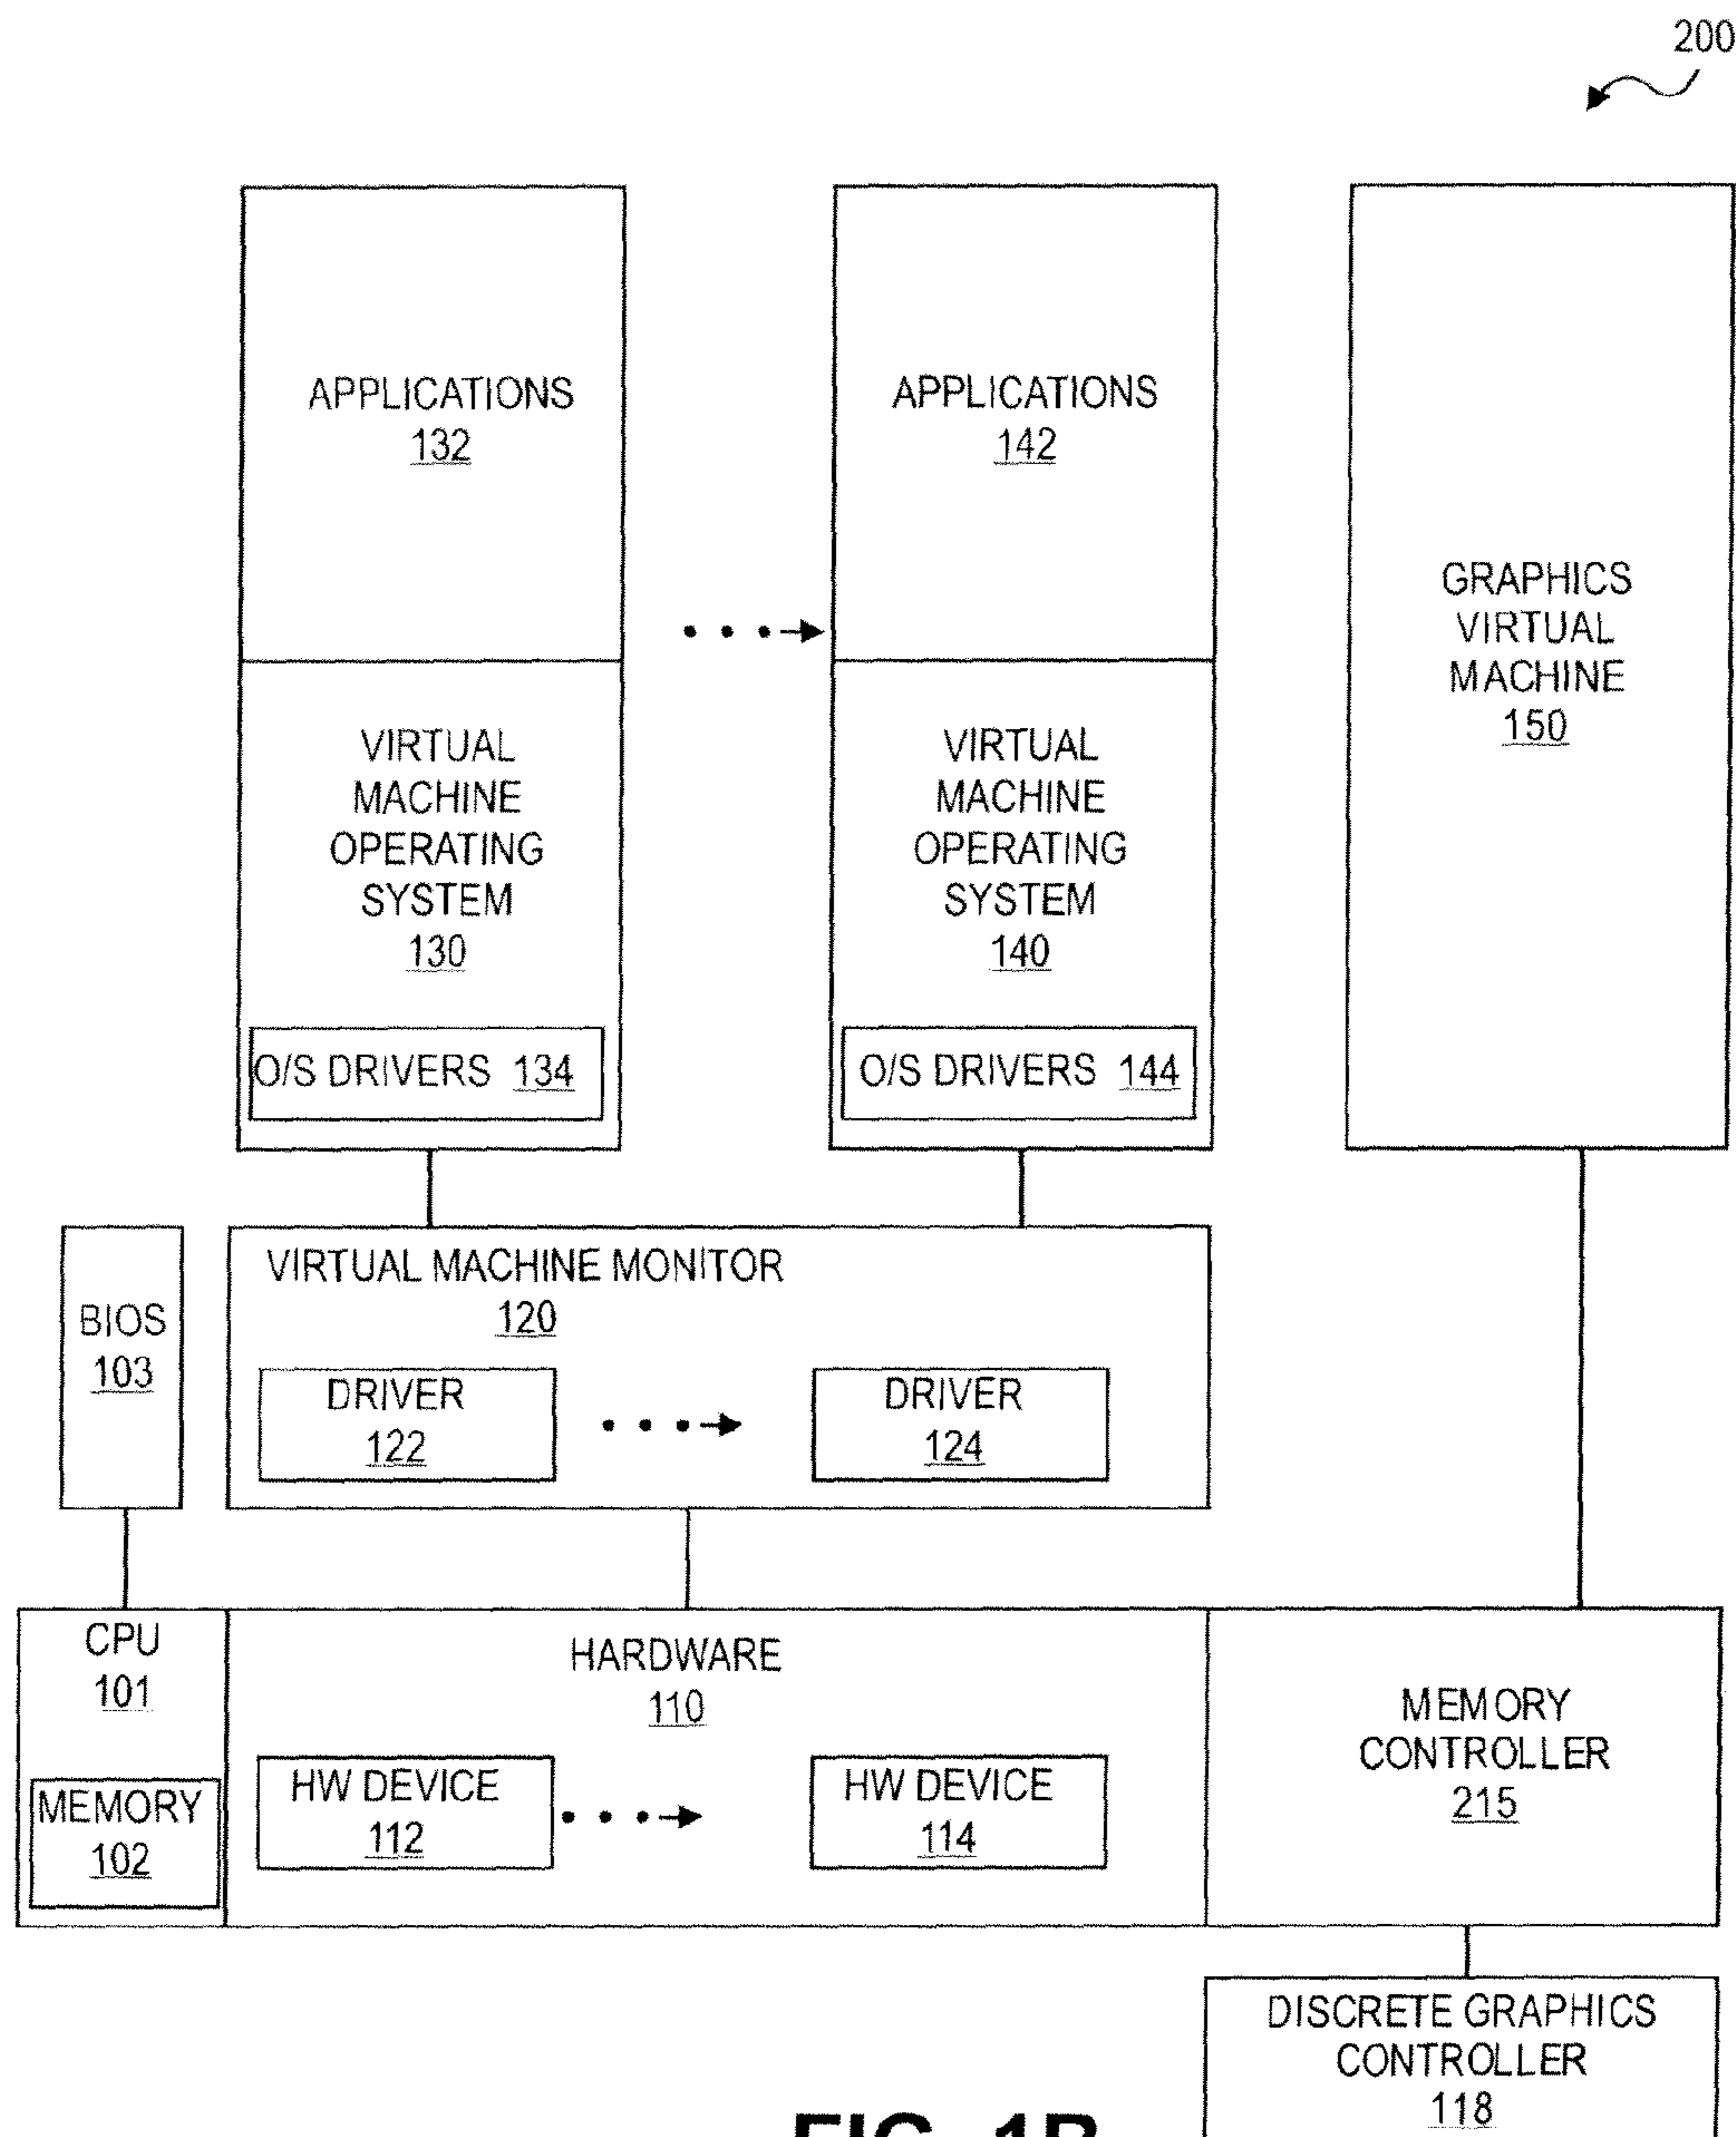 200
APPLICATIONS
132
APPLICATIONS
142
GRAPHICS
VIRTUAL
MACHINE
150
VIRTUAL
MACHINE
OPERATING
SYSTEM
130
VIRTUAL
MACHINE
OPERATING
SYSTEM
140
O/S DRIVERS 134
O/S DRIVERS 144
BIOS
103
VIRTUAL MACHINE MONITOR
120
DRIVER
122
DRIVER
124
CPU
101
MEMORY
102
HARDWARE
110
HW DEVICE
112
HW DEVICE
114
MEMORY
CONTROLLER
215
DISCRETE GRAPHICS
CONTROLLER
118
FIG. 1B